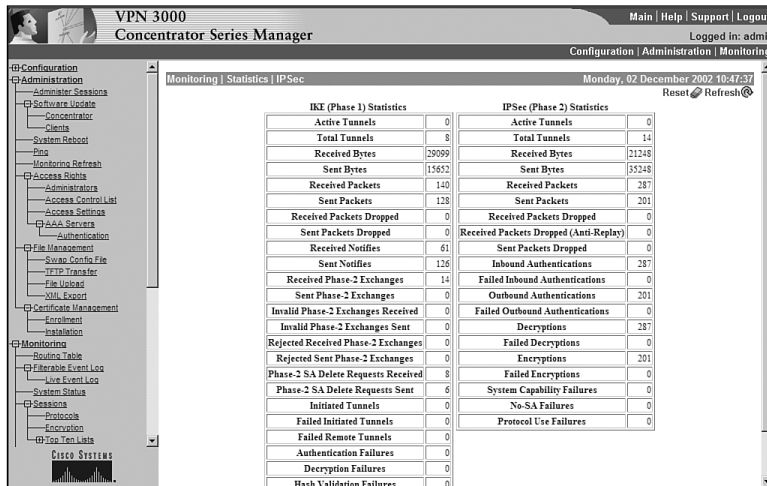 VPN 3000
Concentrator Series Manager
Main | Help | Support | Logou
Logged in: admi
Configuration | Administration | Monitoring
Configuration
Administration
Administer Sessions
Software Update
Concentrator
Clients
System Reboot
Ping
Monitoring Refresh
Access Rights
Administrators
Access Control List
Access Settings
AAA Servers
Authentication
File Management
Swap Config File
TFTP Transfer
File Upload
XML Export
Certificate Management
Enrollment
Installation
Monitoring
Routing Table
Filterable Event Log
Live Event Log
System Status
Sessions
Protocols
Encryption
Top Ten Lists
CISCO SYSTEMS
Monitoring | Statistics | IPSec Monday, 02 December 2002 10:47:37
Reset Refresh
IKE (Phase 1) Statistics
Active Tunnels 0
Total Tunnels 8
Received Bytes 29099
Sent Bytes 15652
Received Packets 140
Sent Packets 128
Received Packets Dropped 0
Sent Packets Dropped 0
Received Notifies 61
Sent Notifies 126
Received Phase-2 Exchanges 14
Sent Phase-2 Exchanges 0
Invalid Phase-2 Exchanges Received 0
Invalid Phase-2 Exchanges Sent 0
Rejected Received Phase-2 Exchanges 0
Rejected Sent Phase-2 Exchanges 0
Phase-2 SA Delete Requests Received 8
Phase-2 SA Delete Requests Sent 6
Initiated Tunnels 0
Failed Initiated Tunnels 0
Failed Remote Tunnels 0
Authentication Failures 0
Decryption Failures 0
Hash Validation Failures 0
IPSec (Phase 2) Statistics
Active Tunnels 0
Total Tunnels 14
Received Bytes 21248
Sent Bytes 35248
Received Packets 287
Sent Packets 201
Received Packets Dropped 0
Received Packets Dropped (Anti-Replay) 0
Sent Packets Dropped 0
Inbound Authentications 287
Failed Inbound Authentications 0
Outbound Authentications 201
Failed Outbound Authentications 0
Decryptions 287
Failed Decryptions 0
Encryptions 201
Failed Encryptions 0
System Capability Failures 0
No-SA Failures 0
Protocol Use Failures 0